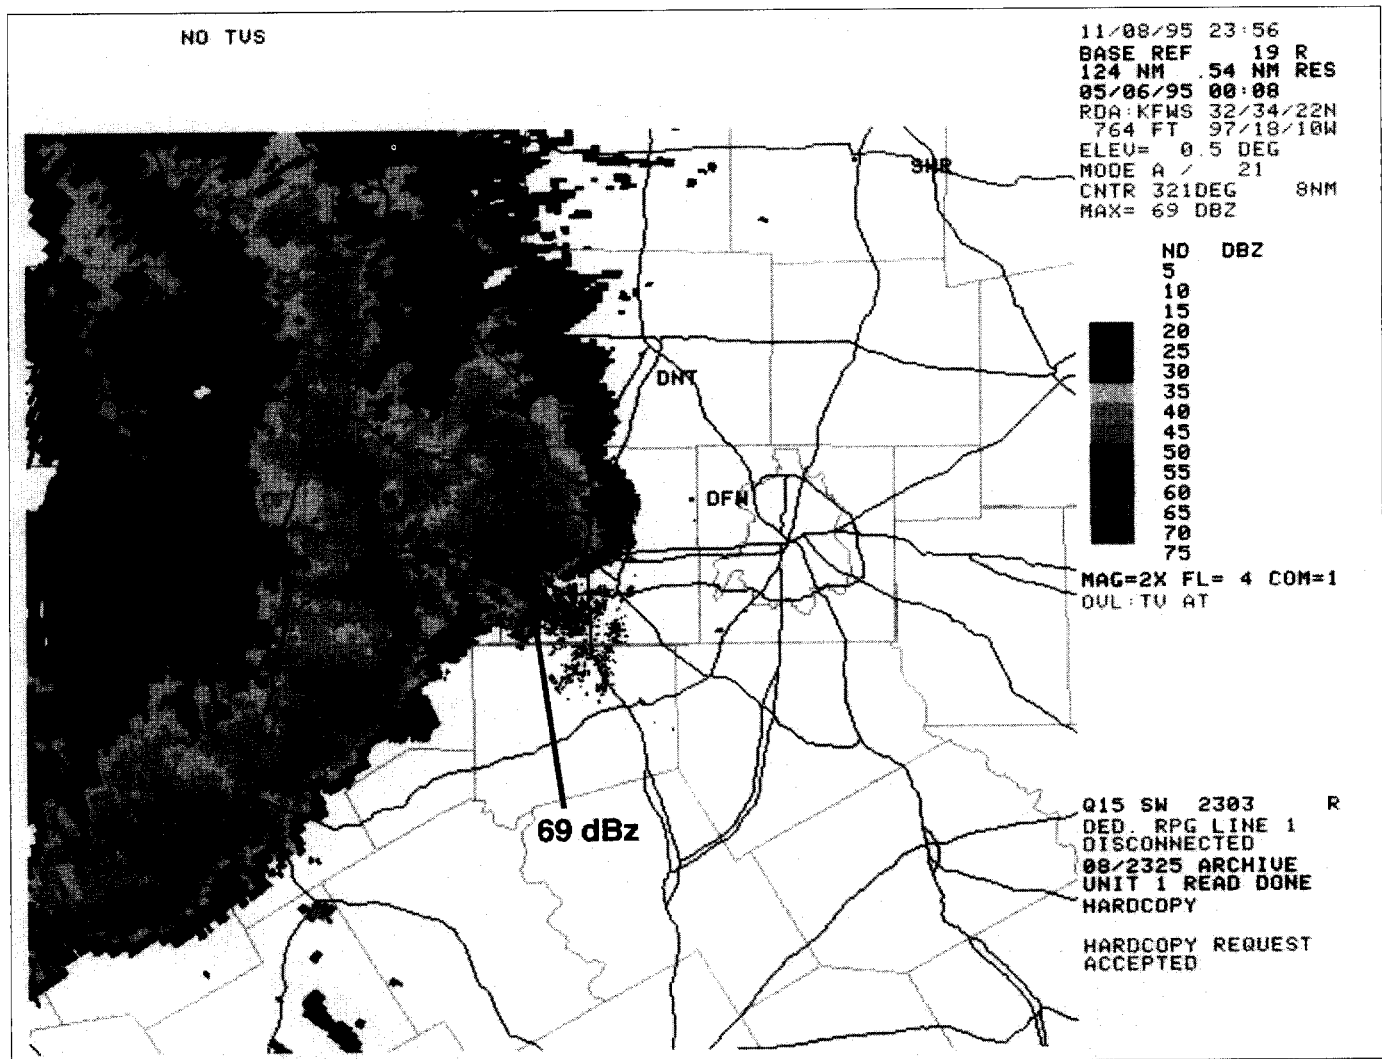 NO TVS
11/08/95 23:56
BASE REF 19 R
124 NM .54 NM RES
05/06/95 00:08
RDA:KFWS 32/34/22N
764 FT 97/18/10W
ELEV= 0.5 DEG
MODE A / 21
CNTR 321DEG 8NM
MAX= 69 DBZ
ND DBZ
5
10
15
20
25
30
35
40
45
50
55
60
65
70
75
MAG=2X FL= 4 COM=1
OVL:TV AT
SHR
DNT
DFW
69 dBz
Q15 SW 2303 R
DED. RPG LINE 1
DISCONNECTED
08/2325 ARCHIVE
UNIT 1 READ DONE
HARDCOPY
HARDCOPY REQUEST
ACCEPTED